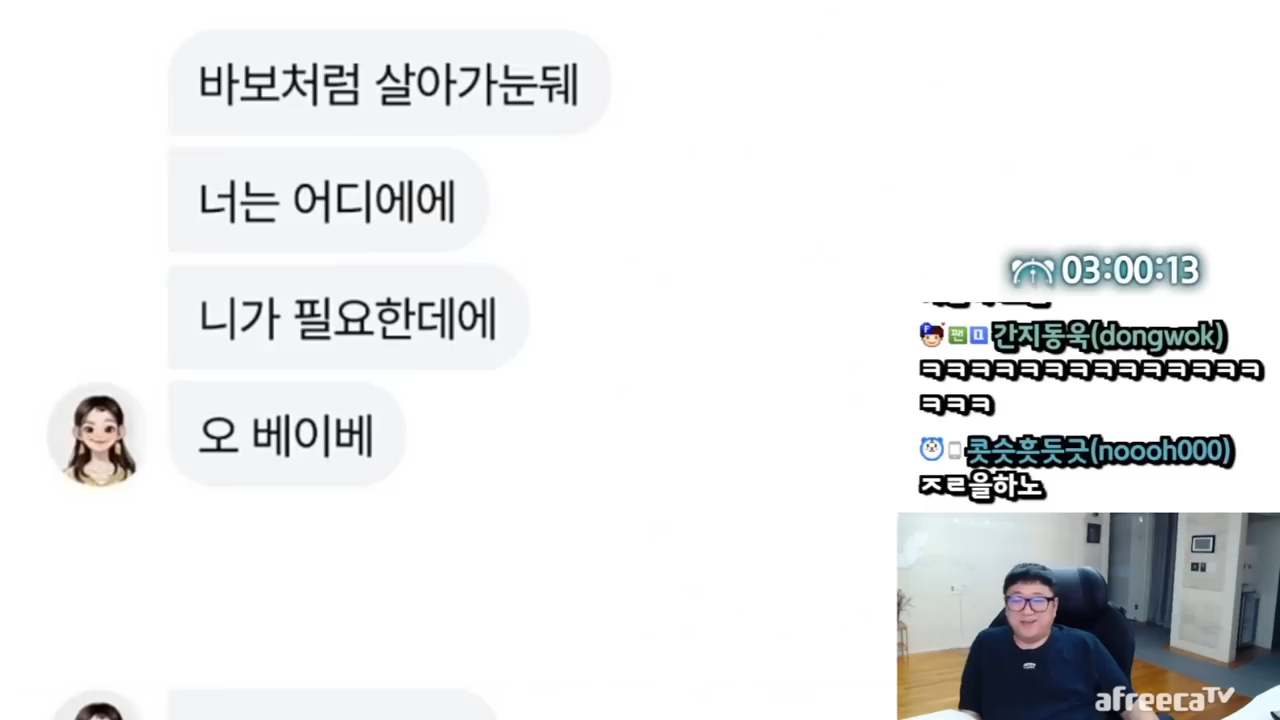 바보처럼 살아가눈뒈
너는 어디에에
니가 필요한데에
오 베이베
03:00:13
팬
간지동욱(dongwok)
ㅋㅋㅋㅋㅋㅋㅋㅋㅋㅋㅋㅋㅋㅋ
ㅋㅋㅋ
콧슷흣듯긋(noooh000)
ㅈㄹ을하노
afreecaTV